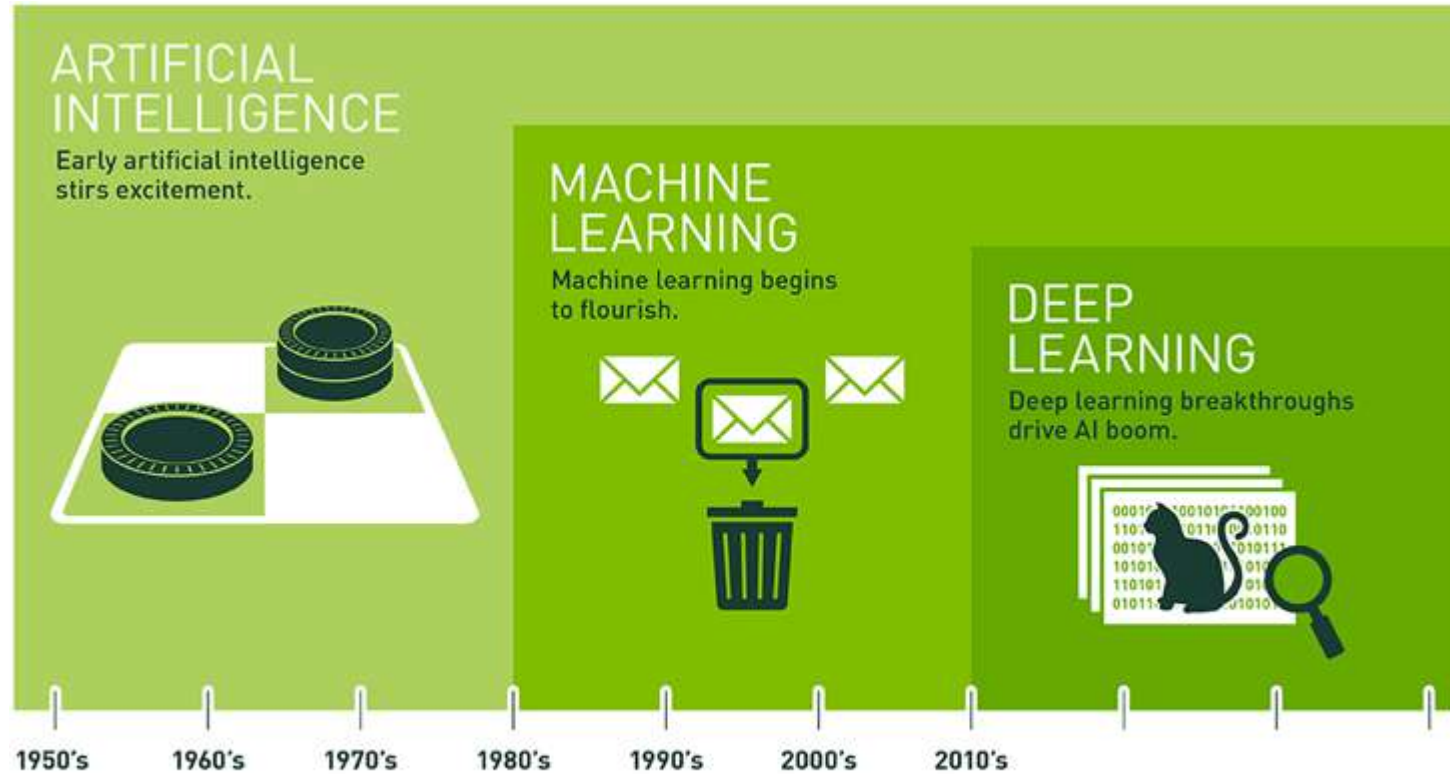 ARTIFICIAL
INTELLIGENCE
Early artificial intelligence
stirs excitement.
MACHINE
LEARNING
Machine learning begins
to flourish.
DEEP
LEARNING
Deep learning breakthroughs
drive AI boom.
1950's 1960's 1970's 1980's 1990's 2000's 2010's